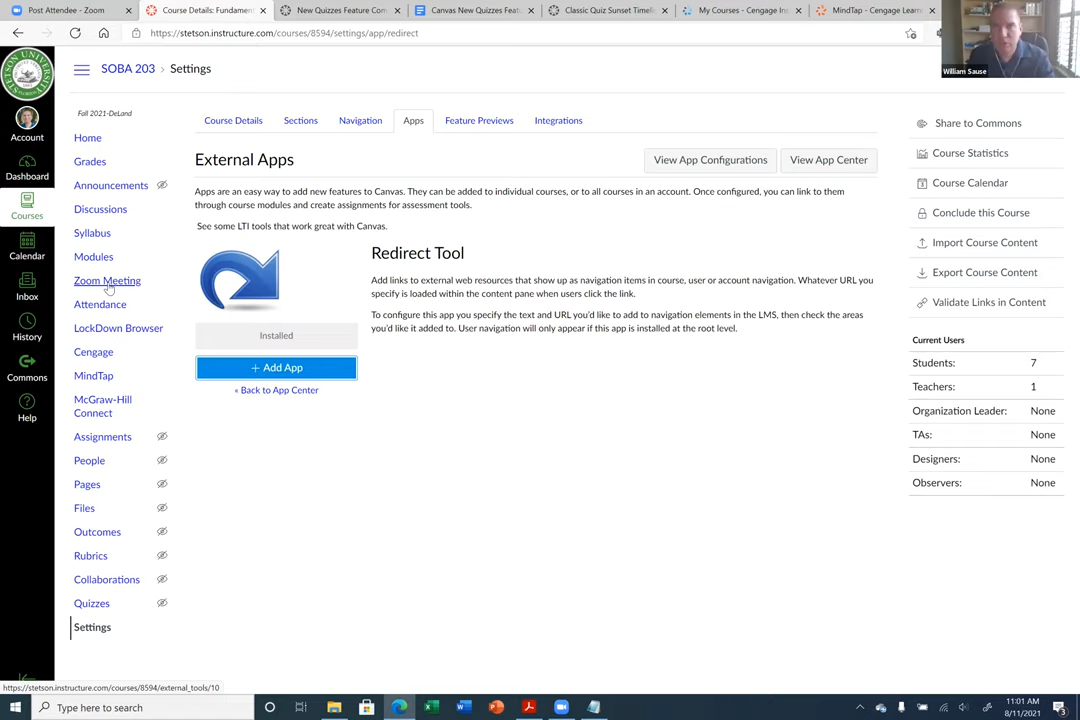 Post Attendee - Zoom
Course Details: Fundament
New Quizzes Feature Com
Canvas New Quizzes Featu
Classic Quiz Sunset Timelin
My Courses - Cengage Ins
MindTap - Cengage Learn
https://stetson.instructure.com/courses/8594/settings/app/redirect
William Sause
SOBA 203 › Settings
Account
Dashboard
Courses
Calendar
Inbox
History
Commons
Help
Fall 2021-DeLand
Home
Grades
Announcements
Discussions
Syllabus
Modules
Zoom Meeting
Attendance
LockDown Browser
Cengage
MindTap
McGraw-Hill
Connect
Assignments
People
Pages
Files
Outcomes
Rubrics
Collaborations
Quizzes
Settings
Course Details
Sections
Navigation
Apps
Feature Previews
Integrations
External Apps
View App Configurations
View App Center
Apps are an easy way to add new features to Canvas. They can be added to individual courses, or to all courses in an account. Once configured, you can link to them
through course modules and create assignments for assessment tools.
See some LTI tools that work great with Canvas.
Installed
+ Add App
« Back to App Center
Redirect Tool
Add links to external web resources that show up as navigation items in course, user or account navigation. Whatever URL you
specify is loaded within the content pane when users click the link.
To configure this app you specify the text and URL you'd like to add to navigation elements in the LMS, then check the areas
you'd like it added to. User navigation will only appear if this app is installed at the root level.
Share to Commons
Course Statistics
Course Calendar
Conclude this Course
Import Course Content
Export Course Content
Validate Links in Content
Current Users
Students: 7
Teachers: 1
Organization Leader: None
TAs: None
Designers: None
Observers: None
https://stetson.instructure.com/courses/8594/external_tools/10
Type here to search
11:01 AM
8/11/2021